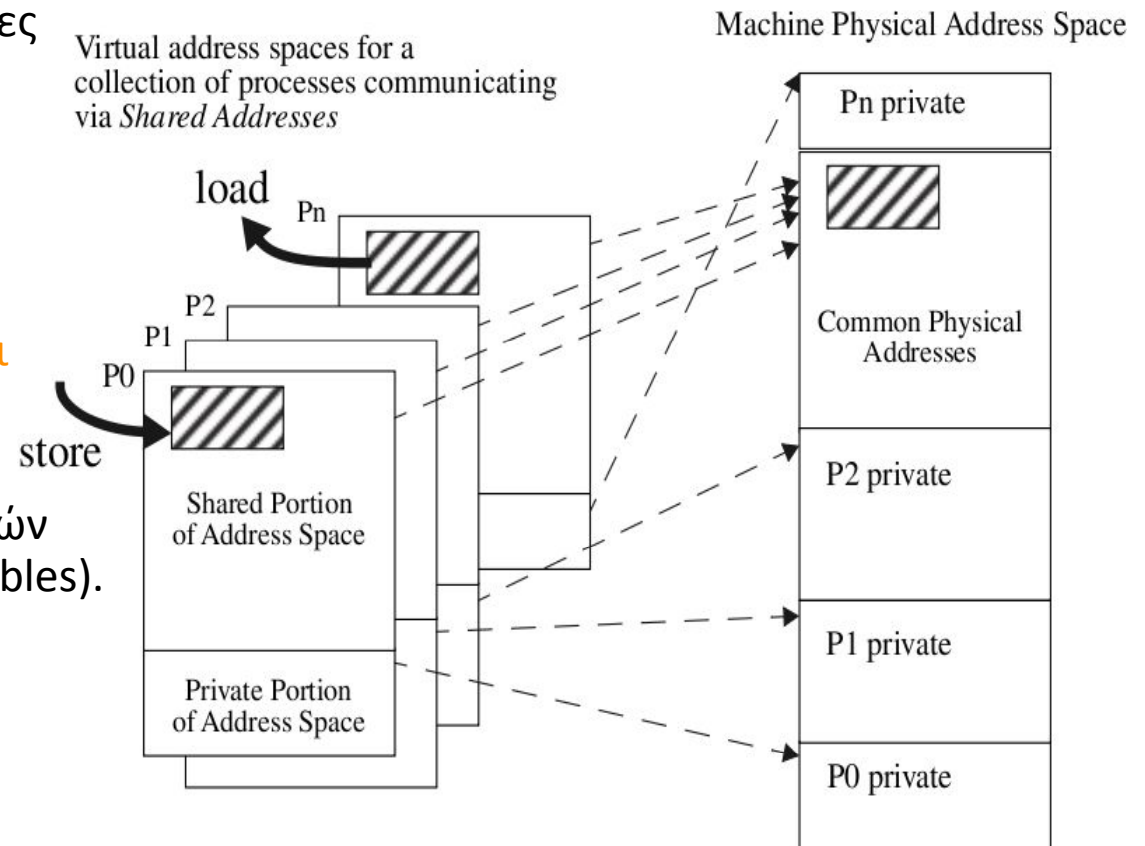 ες
Virtual address spaces for a
collection of processes communicating
via Shared Addresses
Machine Physical Address Space
load
Pn
P2
P1
P0
ι
store
ών
bles).
Shared Portion
of Address Space
Private Portion
of Address Space
Pn private
Common Physical
Addresses
P2 private
P1 private
P0 private